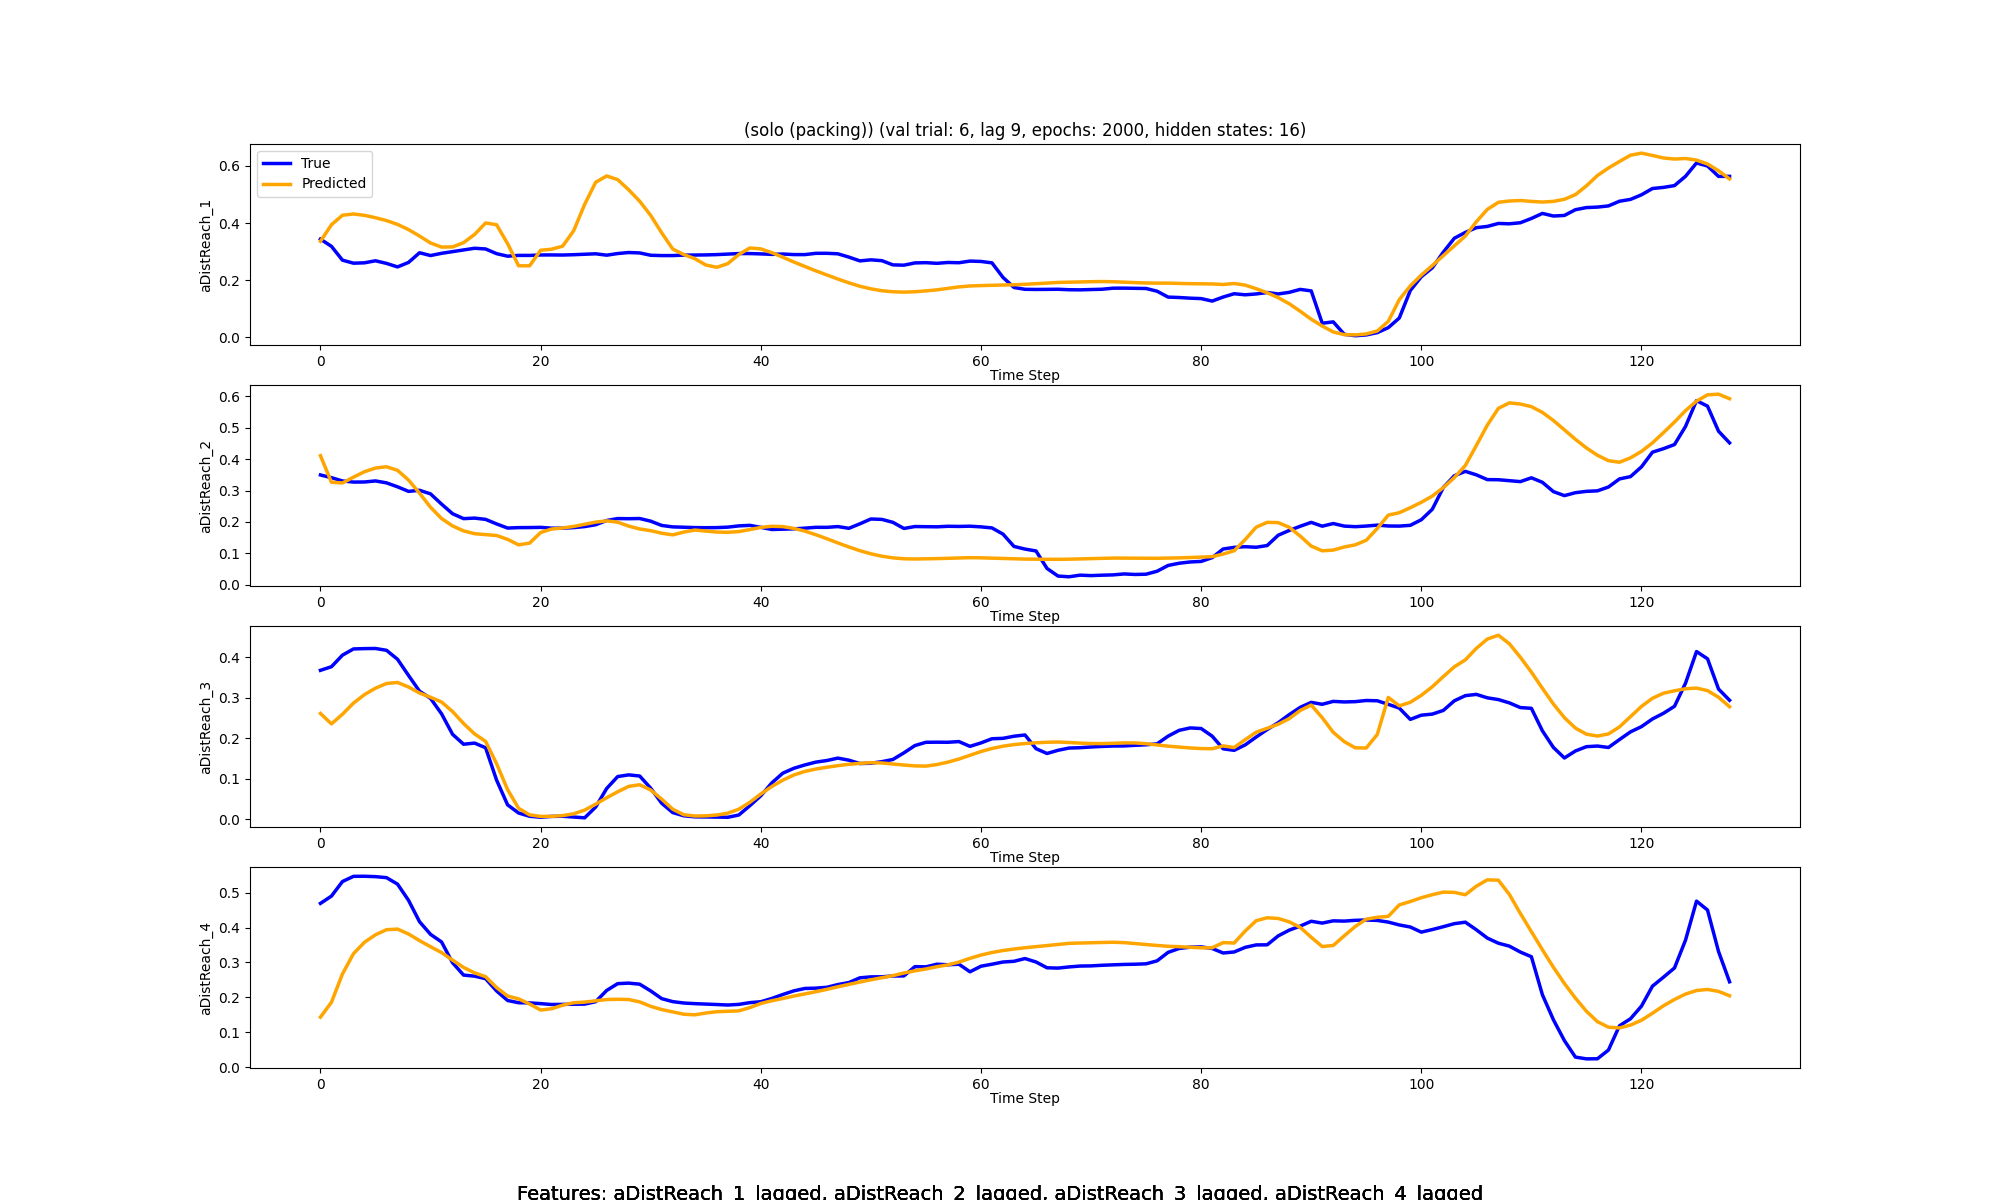 (solo (packing)) (val trial: 6, lag 9, epochs: 2000, hidden states: 16)
True
Predicted
aDistReach_1
0.6
0.4
0.2
0.0
0 20 40 60 80 100 120
Time Step
aDistReach_2
0.6
0.5
0.4
0.3
0.2
0.1
0.0
0 20 40 60 80 100 120
Time Step
aDistReach_3
0.4
0.3
0.2
0.1
0.0
0 20 40 60 80 100 120
Time Step
aDistReach_4
0.5
0.4
0.3
0.2
0.1
0.0
0 20 40 60 80 100 120
Time Step
Features: aDistReach_1_lagged, aDistReach_2_lagged, aDistReach_3_lagged, aDistReach_4_lagged